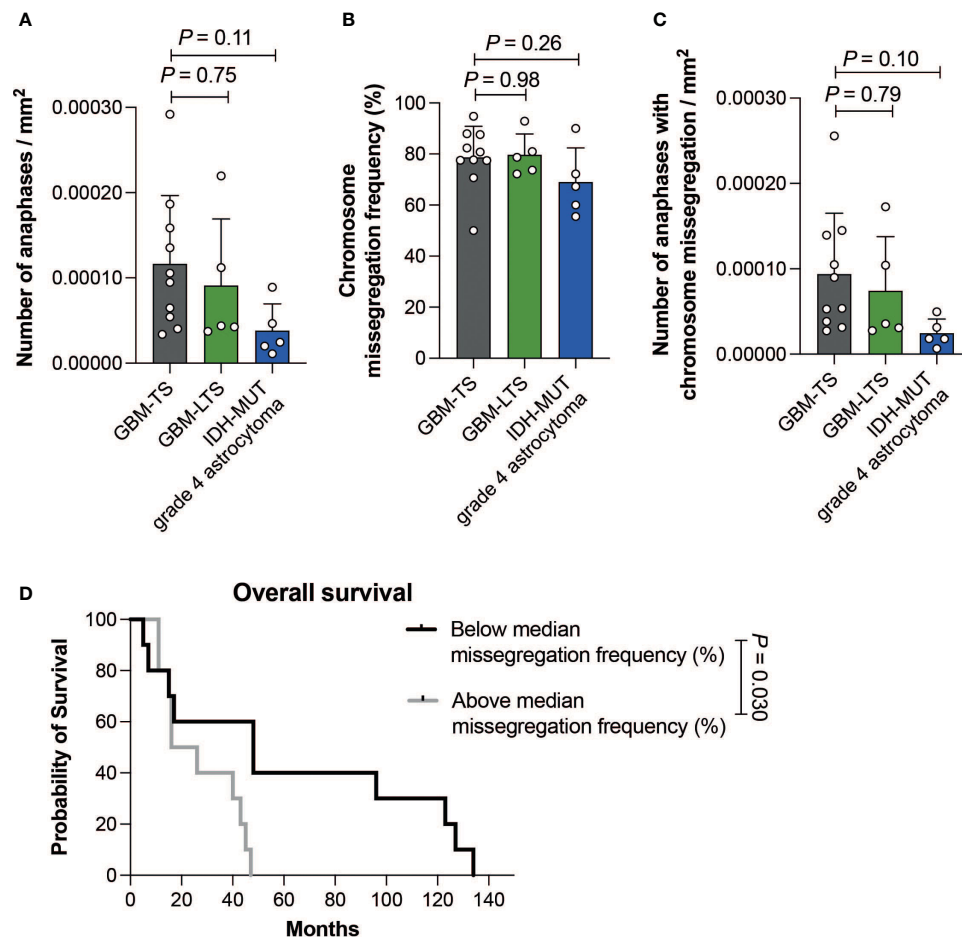 A
P = 0.11
P = 0.75
Number of anaphases / mm²
0.00030
0.00020
0.00010
0.00000
GBM-TS
GBM-LTS
IDH-MUT
grade 4 astrocytoma
B
P = 0.26
P = 0.98
Chromosome
missegregation frequency (%)
100
80
60
40
20
0
GBM-TS
GBM-LTS
IDH-MUT
grade 4 astrocytoma
C
P = 0.10
P = 0.79
Number of anaphases with
chromosome missegregation / mm²
0.00030
0.00020
0.00010
0.00000
GBM-TS
GBM-LTS
IDH-MUT
grade 4 astrocytoma
D
Overall survival
Probability of Survival
100
80
60
40
20
0
0 20 40 60 80 100 120 140
Months
Below median
missegregation frequency (%)
Above median
missegregation frequency (%)
P = 0.030